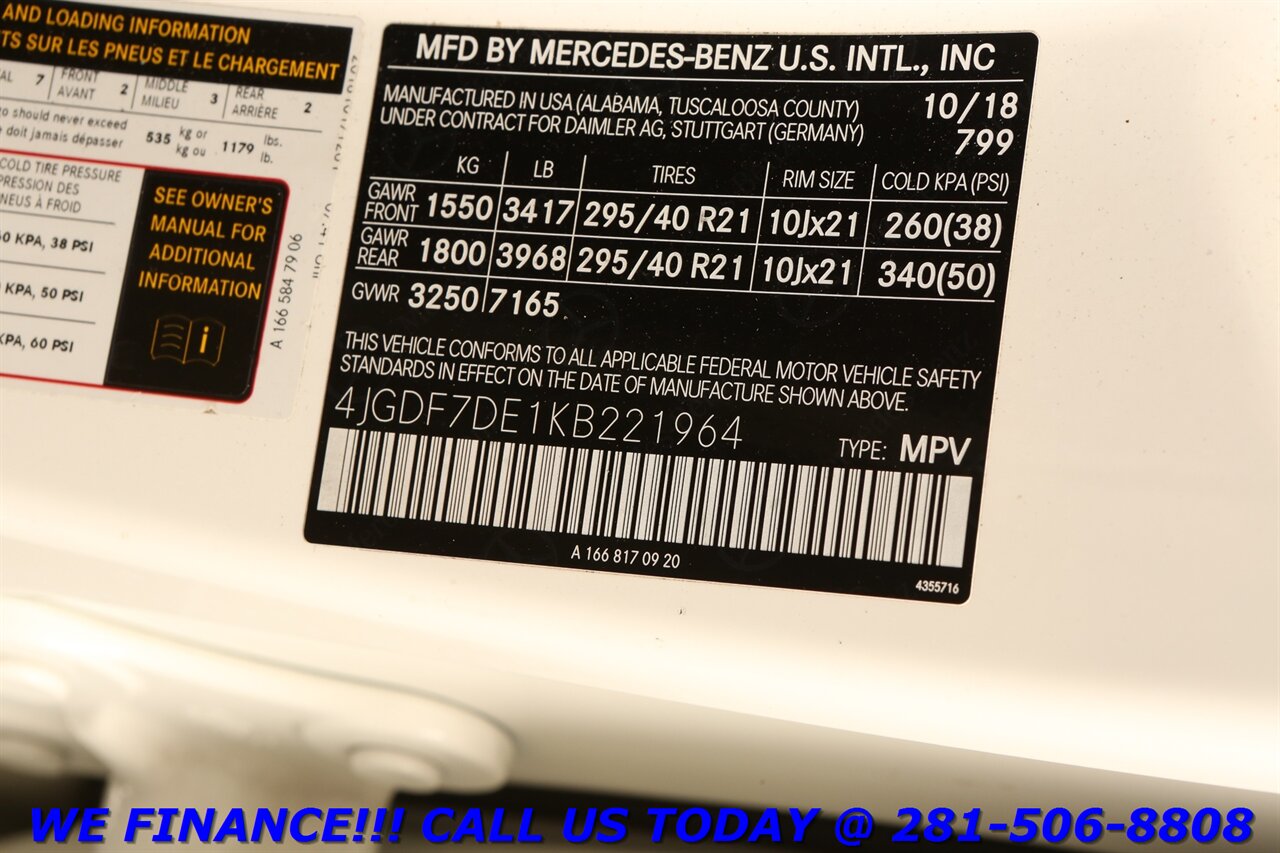 AND LOADING INFORMATION
TS SUR LES PNEUS ET LE CHARGEMENT
7 FRONT AVANT 2 MIDDLE MILIEU 3 REAR ARRIÈRE 2
should never exceed
doit jamais dépasser
535 kg or kg ou 1179 lbs. lb.
COLD TIRE PRESSURE
PRESSION DES
PNEUS À FROID
KPA, 38 PSI
KPA, 50 PSI
KPA, 60 PSI
SEE OWNER'S
MANUAL FOR
ADDITIONAL
INFORMATION
i
A 166 584 79 06
MFD BY MERCEDES-BENZ U.S. INTL., INC
MANUFACTURED IN USA (ALABAMA, TUSCALOOSA COUNTY) 10/18
UNDER CONTRACT FOR DAIMLER AG, STUTTGART (GERMANY) 799
KG LB TIRES RIM SIZE COLD KPA (PSI)
GAWR FRONT 1550 3417 295/40 R21 10Jx21 260(38)
GAWR REAR 1800 3968 295/40 R21 10Jx21 340(50)
GVWR 3250 7165
THIS VEHICLE CONFORMS TO ALL APPLICABLE FEDERAL MOTOR VEHICLE SAFETY
STANDARDS IN EFFECT ON THE DATE OF MANUFACTURE SHOWN ABOVE.
4JGDF7DE1KB221964
TYPE: MPV
A 166 817 09 20
4355716
WE FINANCE!!! CALL US TODAY @ 281-506-8808